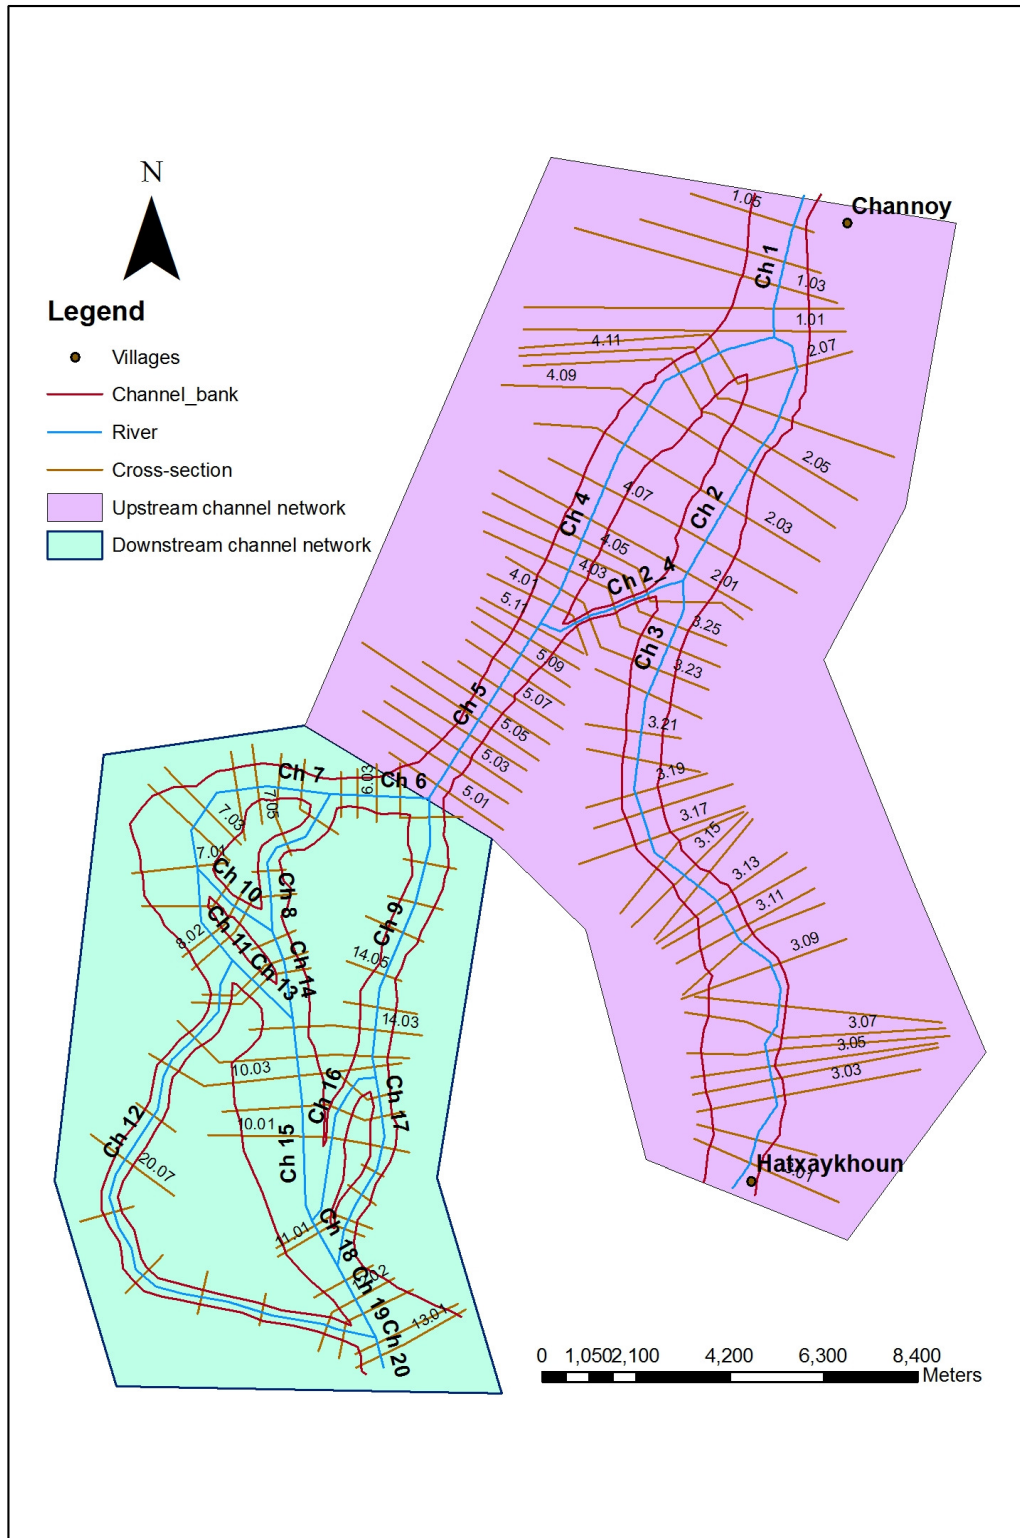 N
Legend
Villages
Channel_bank
River
Cross-section
Upstream channel network
Downstream channel network
Channoy
1.05
Ch 1
1.03
1.01
4.11
2.07
4.09
2.05
4.07
Ch 2
2.03
Ch 4
4.05
4.03
Ch 2_4
2.01
4.01
5.11
3.25
Ch 3
5.09
3.23
5.07
Ch 5
5.05
3.21
5.03
3.19
5.01
3.17
3.15
3.13
3.11
3.09
3.07
3.05
3.03
Hatxaykhoun
3.01
Ch 7
6.03
Ch 6
7.05
7.03
7.01
Ch 10
Ch 8
Ch 9
Ch 11
8.02
Ch 13
Ch 14
14.05
14.03
10.03
Ch 16
Ch 17
10.01
Ch 12
Ch 15
20.07
11.01
Ch 18
Ch 19
13.01
Ch 20
0 1,050 2,100 4,200 6,300 8,400
Meters